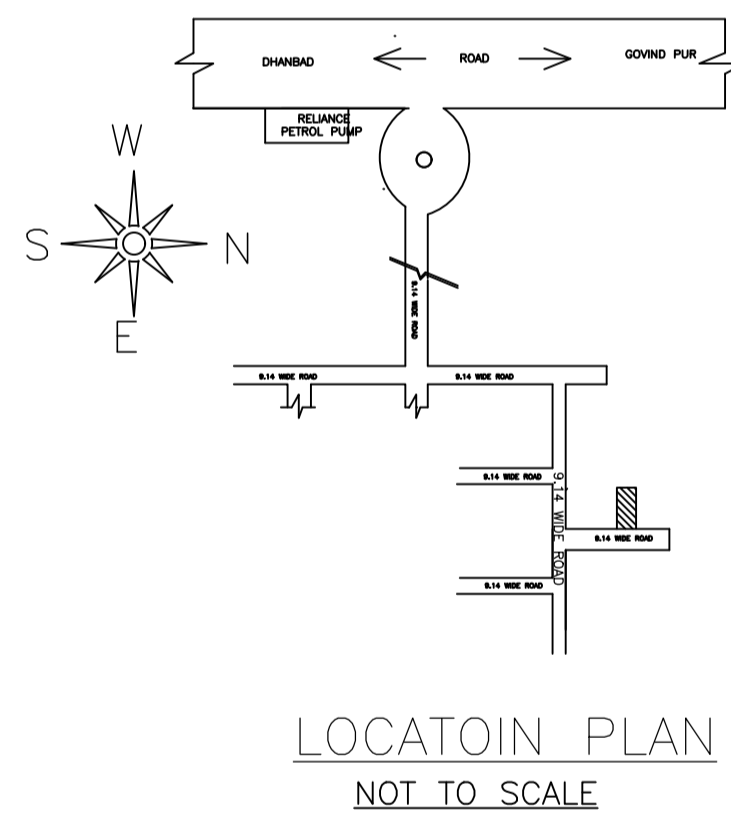 DHANBAD ROAD GOVIND PUR
RELIANCE
PETROL PUMP
W
S N
E
9.14 WIDE ROAD
9.14 WIDE ROAD 9.14 WIDE ROAD
9.14 WIDE ROAD
9.14 WIDE ROAD
9.14 WIDE ROAD
9.14 WIDE ROAD
LOCATOIN PLAN
NOT TO SCALE